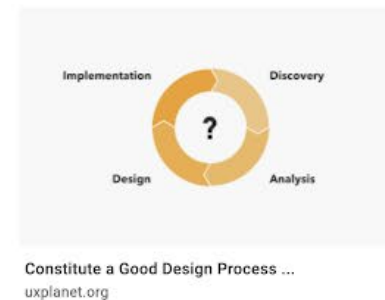 Implementation Discovery
?
Design Analysis
Constitute a Good Design Process ...
uxplanet.org